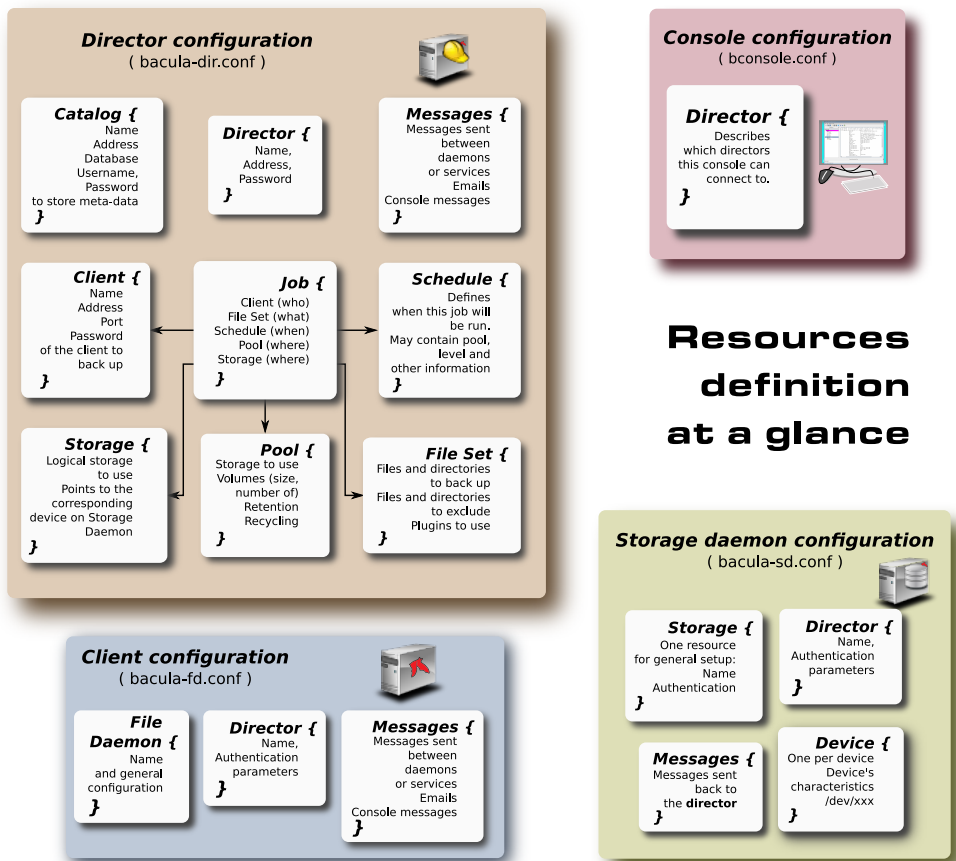 Director configuration
( bacula-dir.conf )
Catalog {
Name
Address
Database
Username,
Password
to store meta-data
}
Director {
Name,
Address,
Password
}
Messages {
Messages sent
between
daemons
or services
Emails
Console messages
}
Client {
Name
Address
Port
Password
of the client to
back up
}
Job {
Client (who)
File Set (what)
Schedule (when)
Pool (where)
Storage (where)
}
Schedule {
Defines
when this job will
be run.
May contain pool,
level and
other information
}
Storage {
Logical storage
to use
Points to the
corresponding
device on Storage
Daemon
}
Pool {
Storage to use
Volumes (size,
number of)
Retention
Recycling
}
File Set {
Files and directories
to back up
Files and directories
to exclude
Plugins to use
}
Console configuration
( bconsole.conf )
Director {
Describes
which directors
this console can
connect to.
}
Resources
definition
at a glance
Client configuration
( bacula-fd.conf )
File
Daemon {
Name
and general
configuration
}
Director {
Name,
Authentication
parameters
}
Messages {
Messages sent
between
daemons
or services
Emails
Console messages
}
Storage daemon configuration
( bacula-sd.conf )
Storage {
One resource
for general setup:
Name
Authentication
}
Director {
Name,
Authentication
parameters
}
Messages {
Messages sent
back to
the director
}
Device {
One per device
Device's
characteristics
/dev/xxx
}